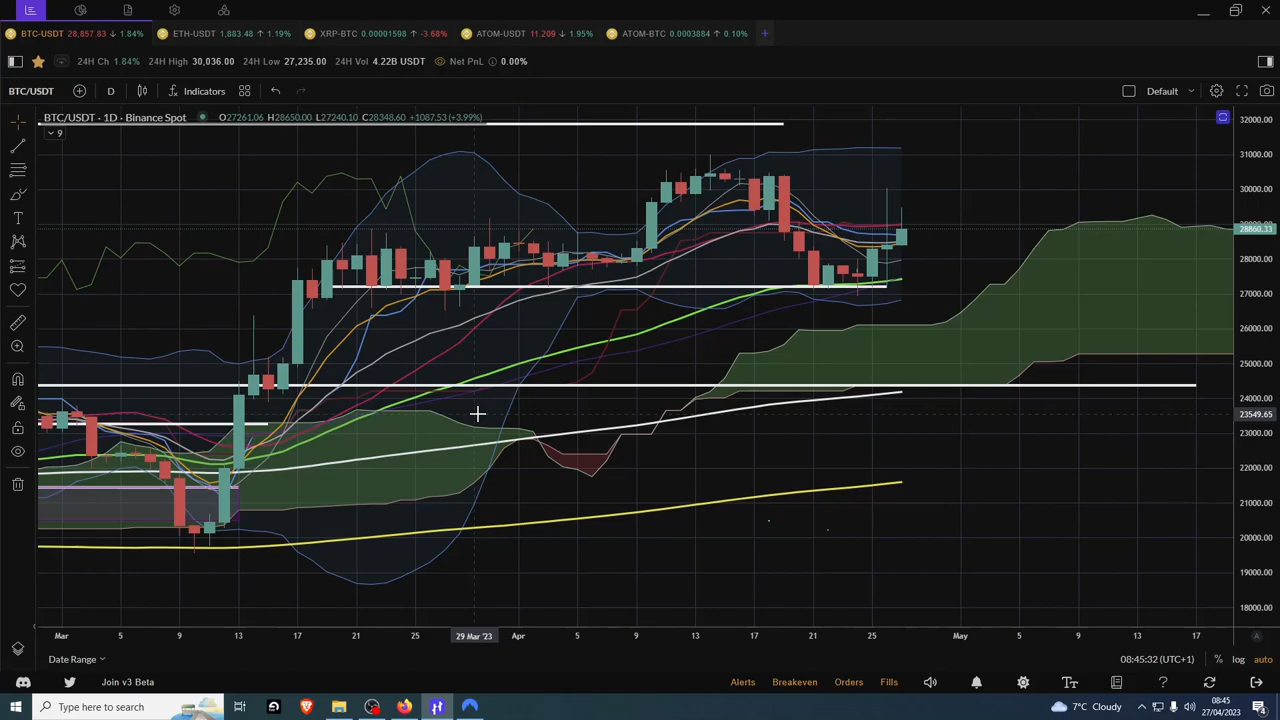 BTC-USDT 28,857.83 ↓ 1.84% ETH-USDT 1,883.48 ↑ 1.19% XRP-BTC 0.00001598 ↑ -3.68% ATOM-USDT 11.209 ↓ 1.95% ATOM-BTC 0.0003884 ↑ 0.10% +
24H Ch 1.84% 24H High 30,036.00 24H Low 27,235.00 24H Vol 4.22B USDT Net PnL 0.00%
BTC/USDT D Indicators Default
BTC/USDT · 1D · Binance Spot O27261.06 H28650.00 L27240.10 C28348.60 +1087.53 (+3.99%)
9
32000.00
31000.00
30000.00
28860.33
28000.00
27000.00
26000.00
25000.00
24000.00
23549.65
23000.00
22000.00
21000.00
20000.00
19000.00
18000.00
Mar 5 9 13 17 21 25 29 Mar '23 Apr 5 9 13 17 21 25 May 5 9 13 17 A
Date Range 08:45:32 (UTC+1) % log auto
Join v3 Beta Alerts Breakeven Orders Fills
Type here to search 7°C Cloudy 08:45
27/04/2023 4